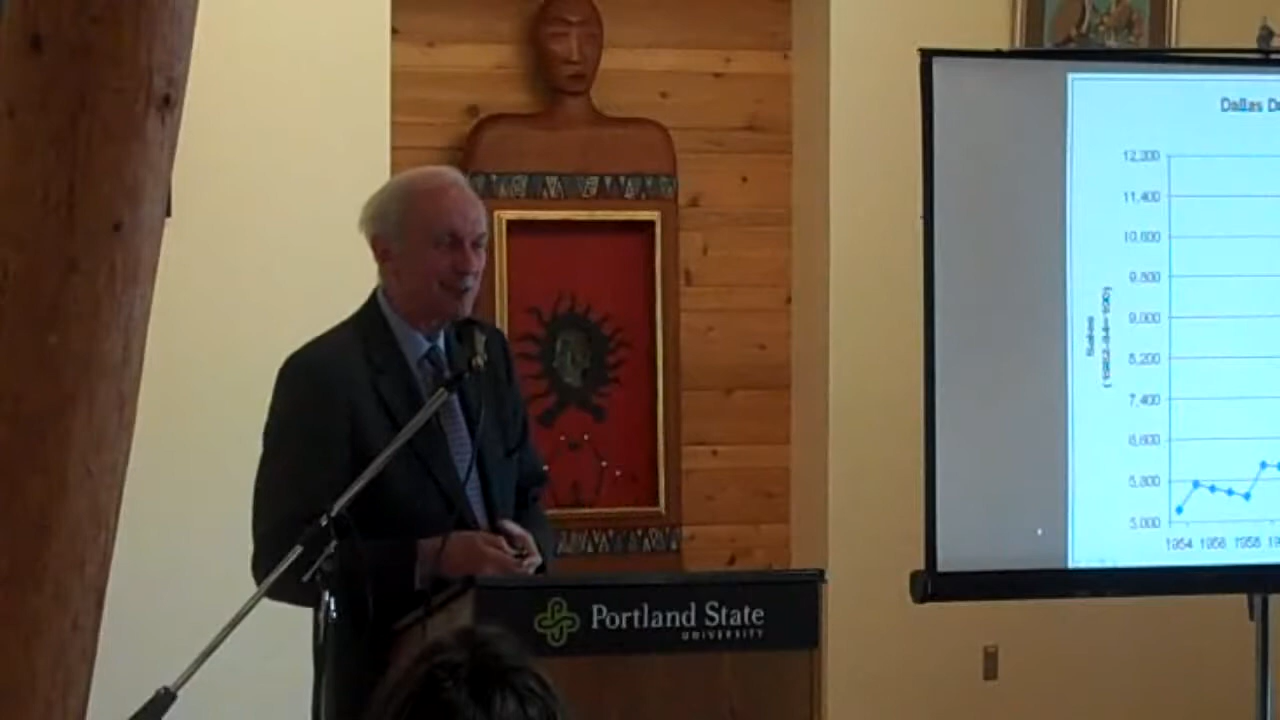 Dallas
12,200
11,400
10,600
9,800
9,000
8,200
7,400
6,600
5,800
5,000
Sales
1954 1956 1958
Portland State
UNIVERSITY